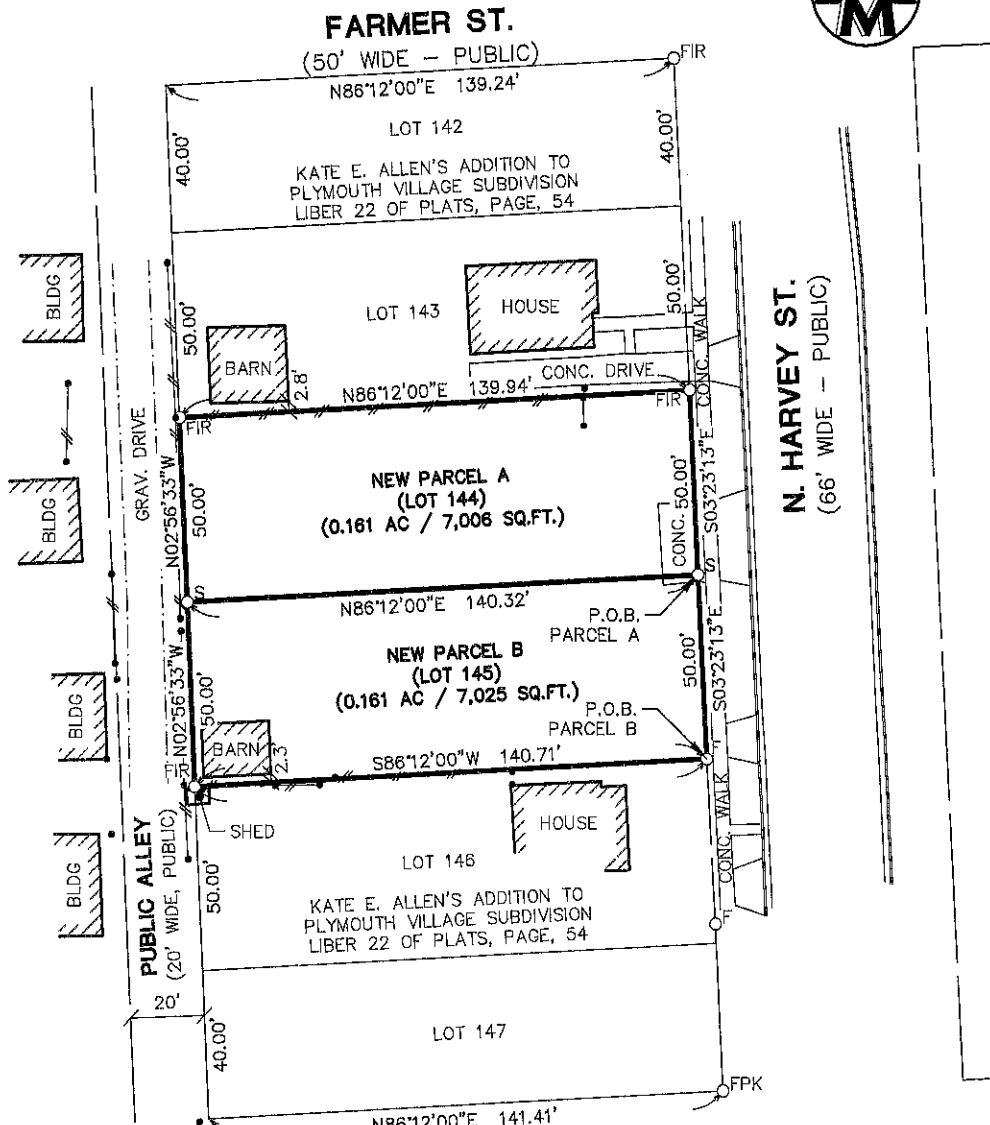 M
FARMER ST.
(50' WIDE – PUBLIC)
FIR
N86°12'00"E 139.24'
LOT 142
40.00'
40.00'
KATE E. ALLEN'S ADDITION TO
PLYMOUTH VILLAGE SUBDIVISION
LIBER 22 OF PLATS, PAGE, 54
BLDG
LOT 143
HOUSE
50.00'
50.00'
BARN
2.8'
CONC. WALK
CONC. DRIVE
N. HARVEY ST.
(66' WIDE – PUBLIC)
N86°12'00"E 139.94'
FIR
FIR
GRAV. DRIVE
BLDG
N02°56'33"W
50.00'
NEW PARCEL A
(LOT 144)
(0.161 AC / 7,006 SQ.FT.)
CONC.
50.00'
S03°23'13"E
S
S
N86°12'00"E 140.32'
P.O.B.
PARCEL A
BLDG
N02°56'33"W
50.00'
NEW PARCEL B
(LOT 145)
(0.161 AC / 7,025 SQ.FT.)
50.00'
S03°23'13"E
P.O.B.
PARCEL B
BARN
2.3'
F
FIR
S86°12'00"W 140.71'
SHED
HOUSE
CONC. WALK
BLDG
PUBLIC ALLEY
(20' WIDE, PUBLIC)
50.00'
LOT 146
KATE E. ALLEN'S ADDITION TO
PLYMOUTH VILLAGE SUBDIVISION
LIBER 22 OF PLATS, PAGE, 54
F
20'
40.00'
LOT 147
FPK
N86°12'00"E 141.41'